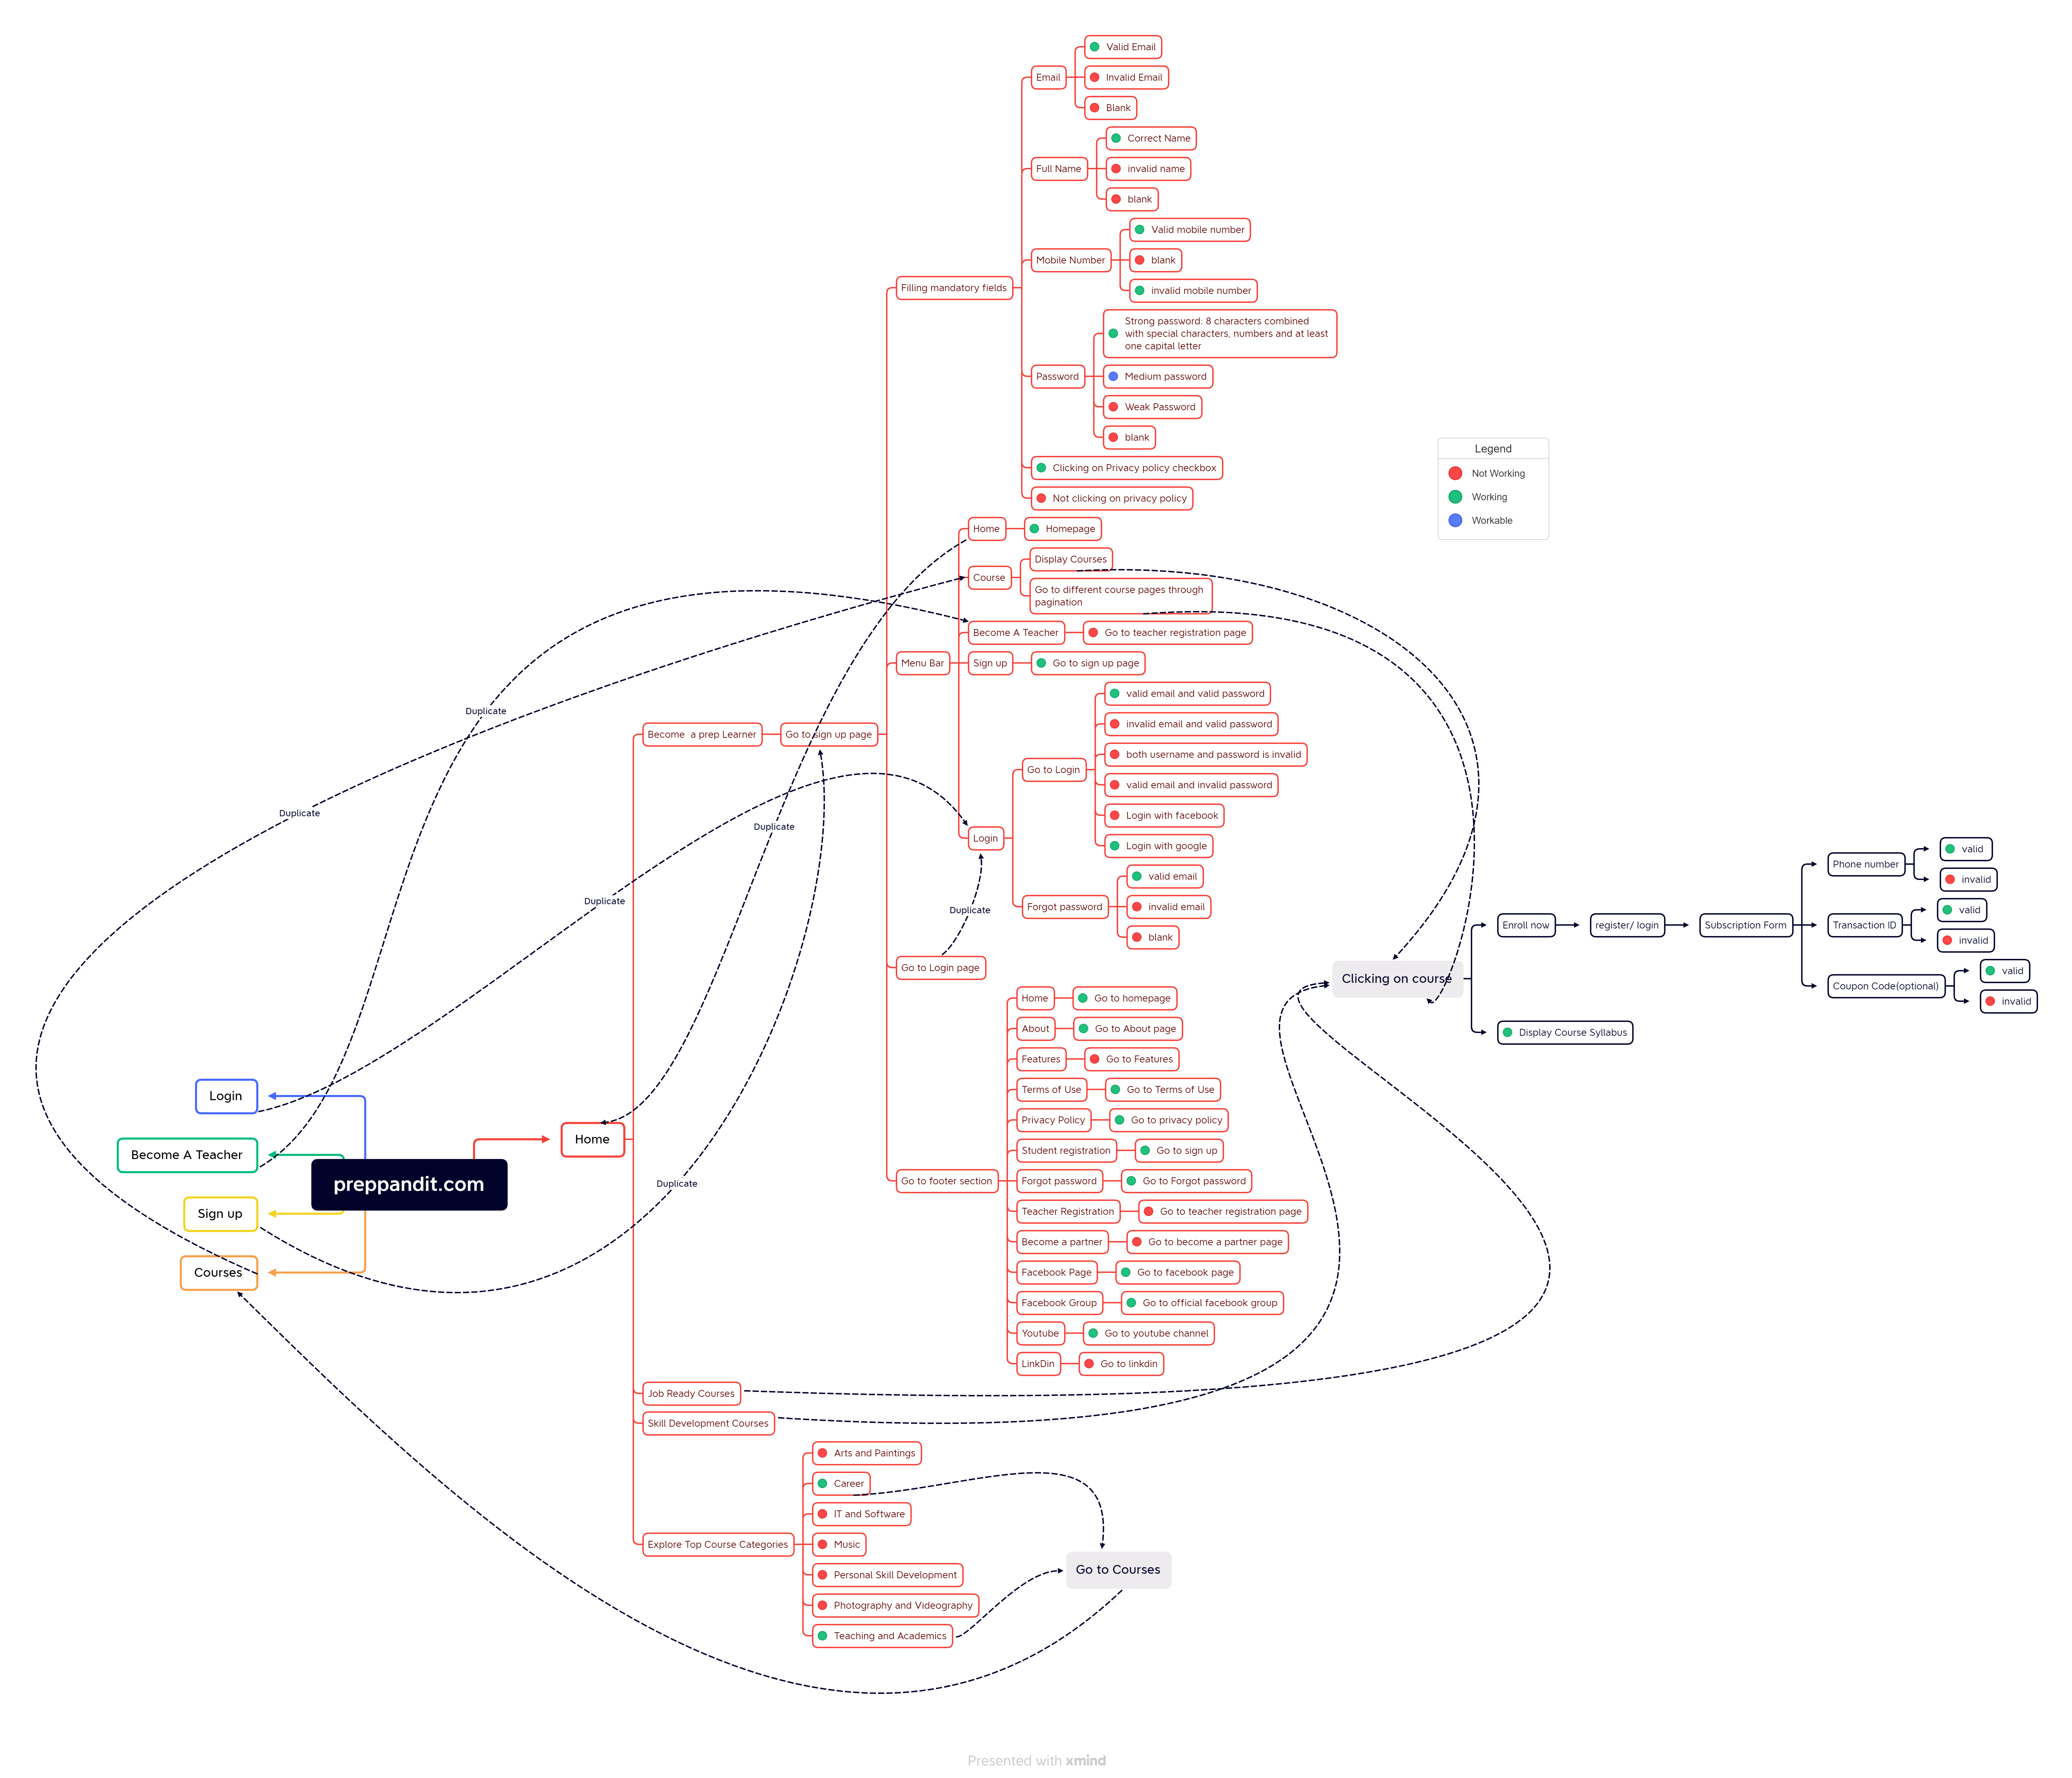 Valid Email
Email
Invalid Email
Blank
Correct Name
Full Name
invalid name
blank
Valid mobile number
Mobile Number
blank
invalid mobile number
Filling mandatory fields
Strong password: 8 characters combined
with special characters, numbers and at least
one capital letter
Password
Medium password
Weak Password
blank
Clicking on Privacy policy checkbox
Not clicking on privacy policy
Legend
Not Working
Working
Workable
Home
Homepage
Course
Display Courses
Go to different course pages through
pagination
Become A Teacher
Go to teacher registration page
Menu Bar
Sign up
Go to sign up page
Duplicate
Become  a prep Learner
Go to sign up page
valid email and valid password
invalid email and valid password
both username and password is invalid
Go to Login
valid email and invalid password
Login with facebook
Login with google
Duplicate
Duplicate
Login
Duplicate
Duplicate
valid email
Forgot password
invalid email
blank
Go to Login page
Clicking on course
Enroll now
register/ login
Subscription Form
Phone number
valid
invalid
Transaction ID
valid
invalid
Coupon Code(optional)
valid
invalid
Display Course Syllabus
Home
Go to homepage
About
Go to About page
Features
Go to Features
Terms of Use
Go to Terms of Use
Privacy Policy
Go to privacy policy
Student registration
Go to sign up
Go to footer section
Forgot password
Go to Forgot password
Teacher Registration
Go to teacher registration page
Become a partner
Go to become a partner page
Facebook Page
Go to facebook page
Facebook Group
Go to official facebook group
Youtube
Go to youtube channel
LinkDin
Go to linkdin
Duplicate
Login
Become A Teacher
Sign up
Courses
preppandit.com
Home
Job Ready Courses
Skill Development Courses
Explore Top Course Categories
Arts and Paintings
Career
IT and Software
Music
Personal Skill Development
Photography and Videography
Teaching and Academics
Go to Courses
Presented with xmind